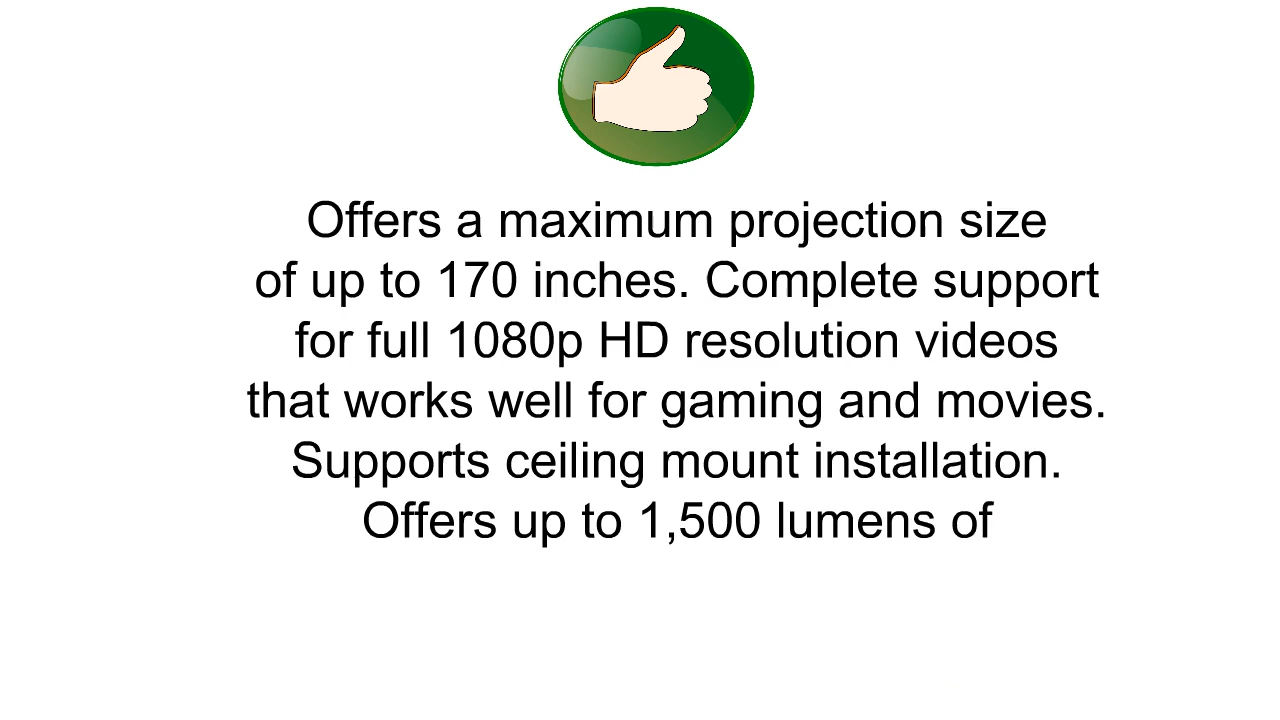 Offers a maximum projection size
of up to 170 inches. Complete support
for full 1080p HD resolution videos
that works well for gaming and movies.
Supports ceiling mount installation.
Offers up to 1,500 lumens of